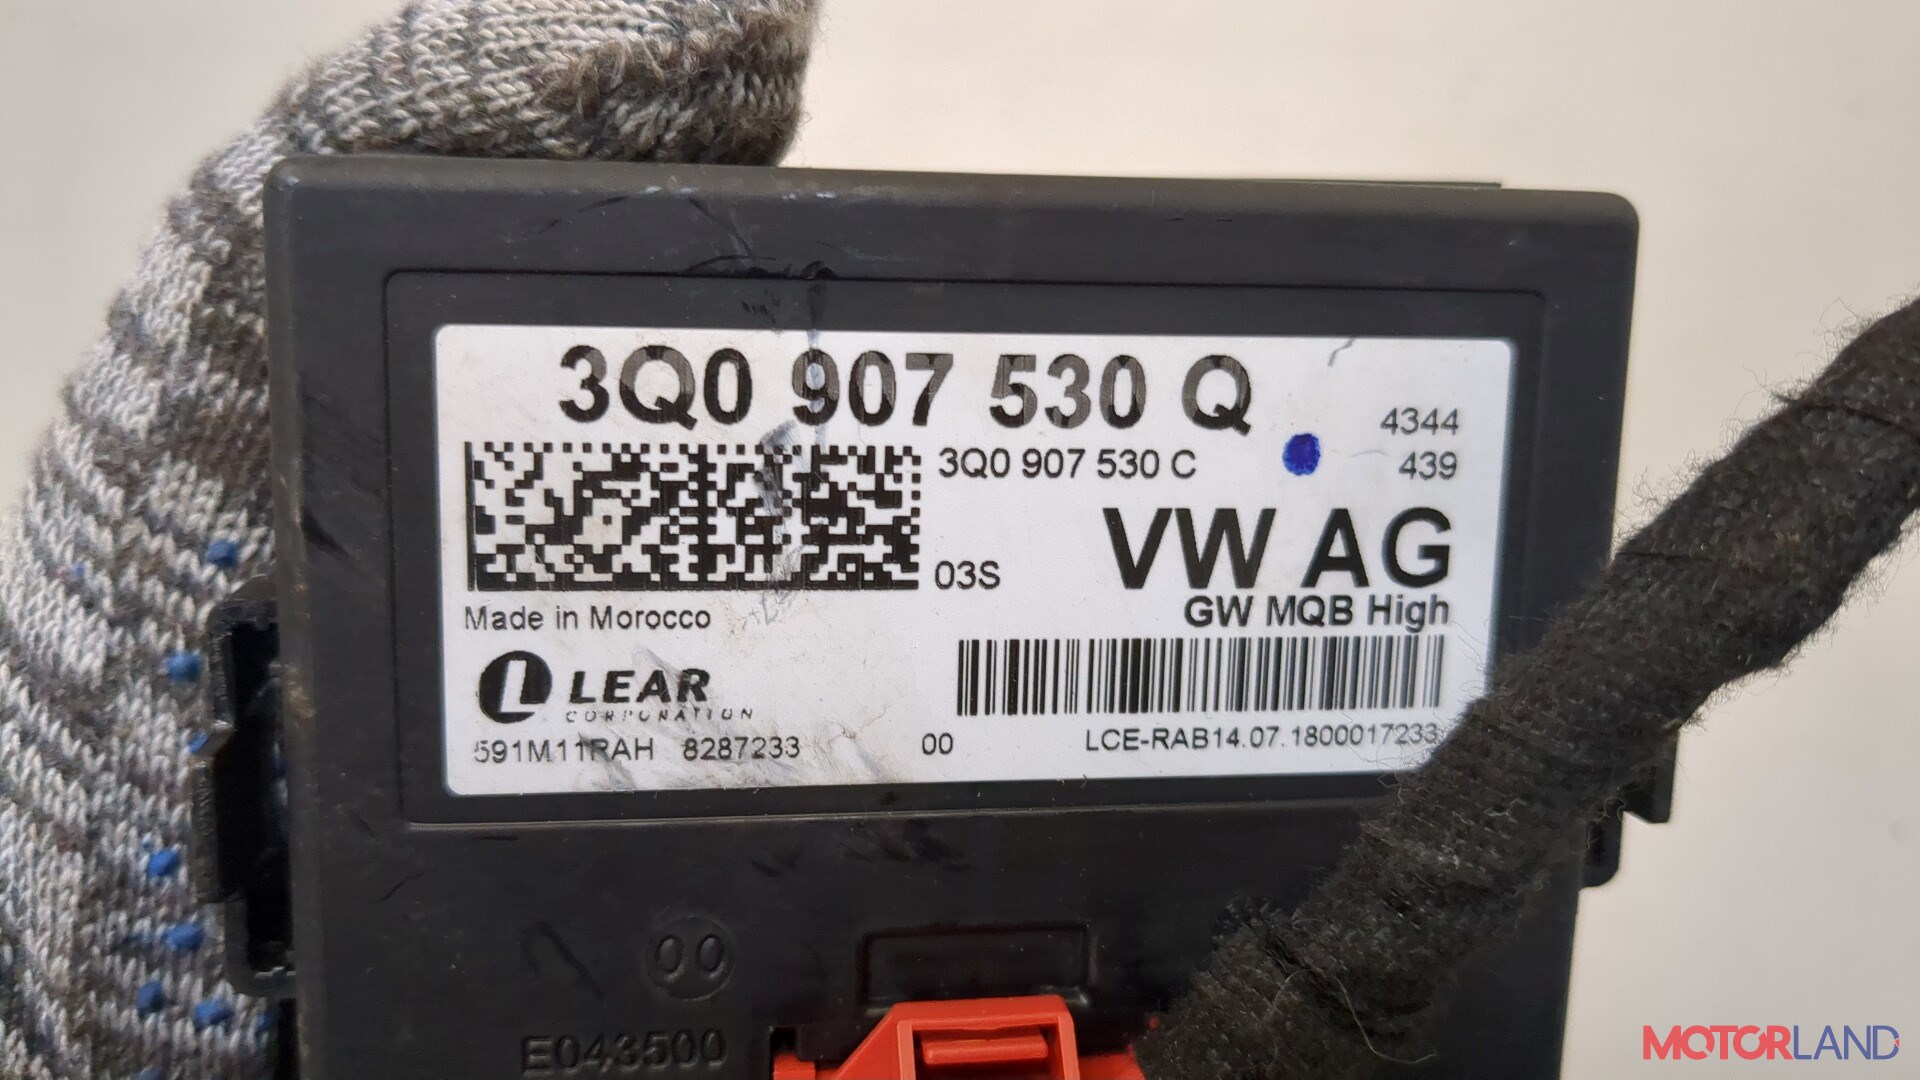 3Q0 907 530 Q
4344
3Q0 907 530 C
439
VW AG
03S
GW MQB High
Made in Morocco
LEAR
CORPORATION
591M11RAH 8287233
00
LCE-RAB14.07.1800017233
00
E043500
MOTORLAND